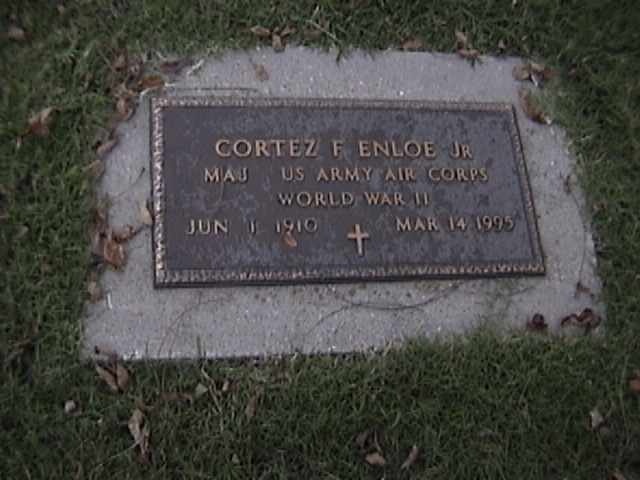 CORTEZ F ENLOE JR
MAJ US ARMY AIR CORPS
WORLD WAR II
JUN 1 1910 MAR 14 1995